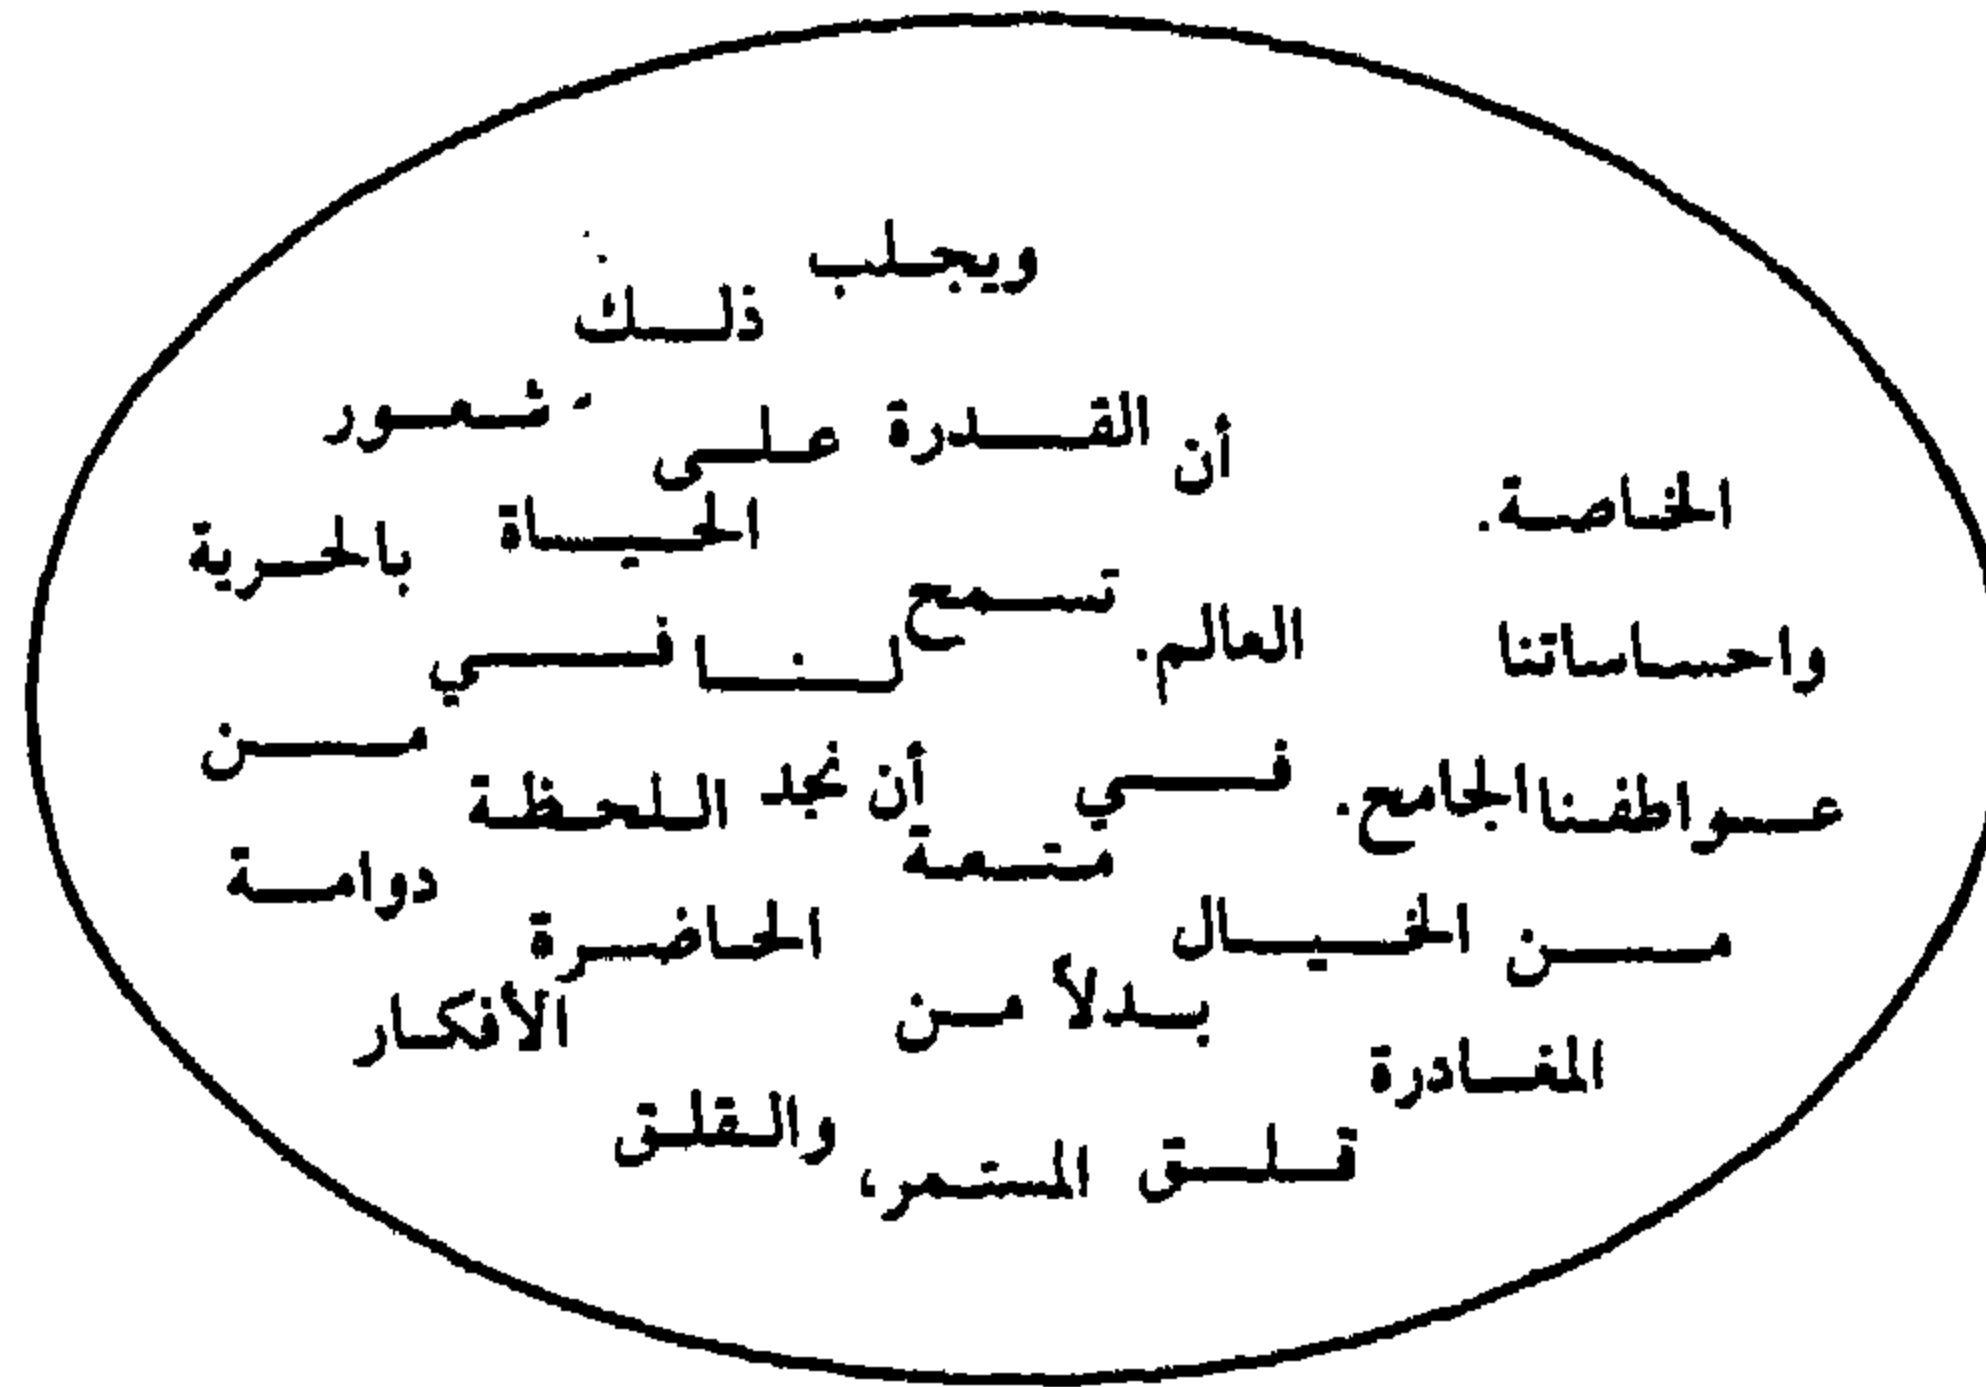 أن القدرة على الحياة في اللحظة الحاضرة بدلاً من الخيال الجامح.
تسمح لنا أن نجد متعة في العالم.
ويجلب ذلك شعور بالحرية من دوامة الأفكار والقلق المستمر، قلق المغادرة من عواطفنا واحساساتنا الخاصة.